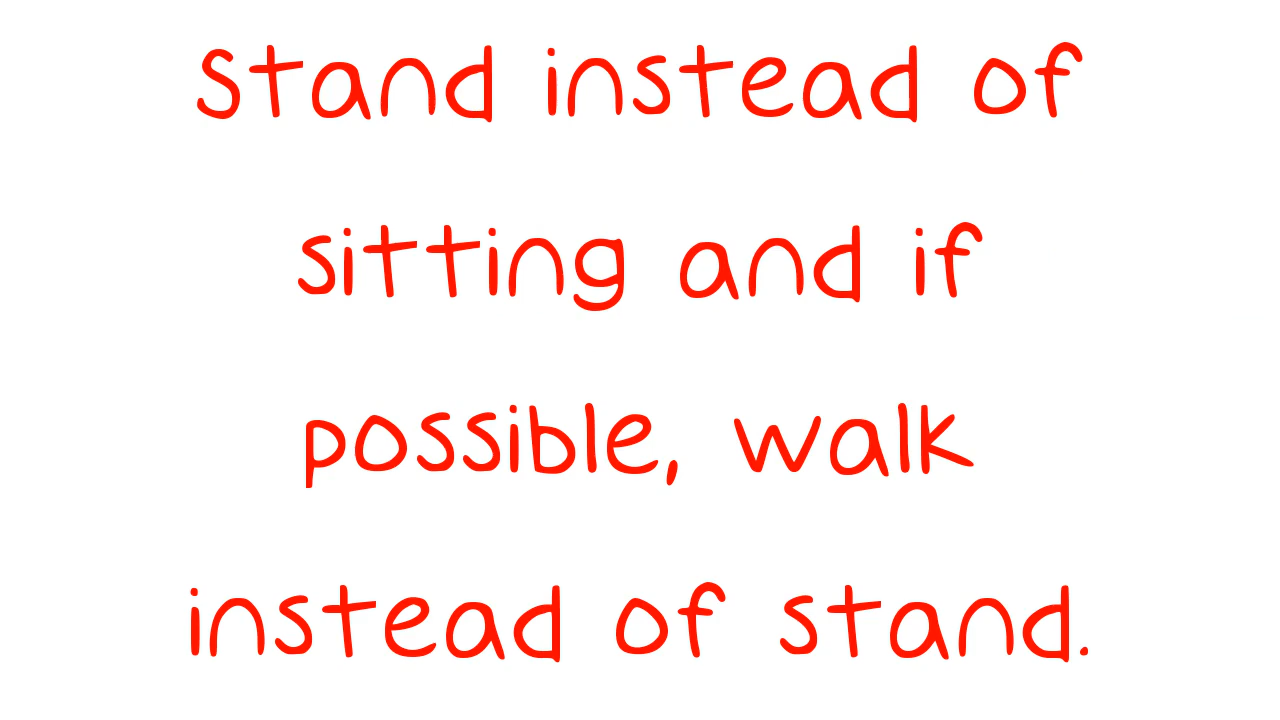 Stand instead of
sitting and if
possible, walk
instead of stand.